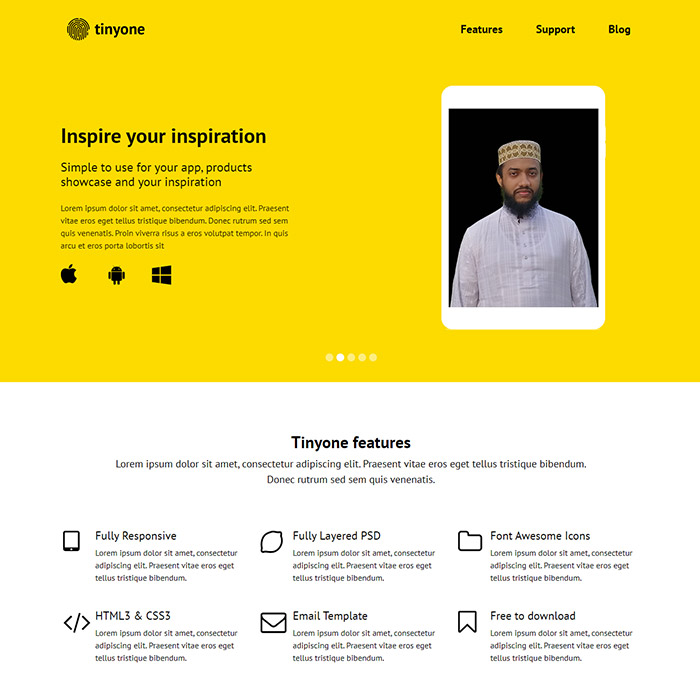 tinyone
Features
Support
Blog
Inspire your inspiration
Simple to use for your app, products
showcase and your inspiration
Lorem ipsum dolor sit amet, consectetur adipiscing elit. Praesent
vitae eros eget tellus tristique bibendum. Donec rutrum sed sem
quis venenatis. Proin viverra risus a eros volutpat tempor. In quis
arcu et eros porta lobortis sit
Tinyone features
Lorem ipsum dolor sit amet, consectetur adipiscing elit. Praesent vitae eros eget tellus tristique bibendum.
Donec rutrum sed sem quis venenatis.
Fully Responsive
Lorem ipsum dolor sit amet, consectetur
adipiscing elit. Praesent vitae eros eget
tellus tristique bibendum.
Fully Layered PSD
Lorem ipsum dolor sit amet, consectetur
adipiscing elit. Praesent vitae eros eget
tellus tristique bibendum.
Font Awesome Icons
Lorem ipsum dolor sit amet, consectetur
adipiscing elit. Praesent vitae eros eget
tellus tristique bibendum.
HTML3 & CSS3
Lorem ipsum dolor sit amet, consectetur
adipiscing elit. Praesent vitae eros eget
tellus tristique bibendum.
Email Template
Lorem ipsum dolor sit amet, consectetur
adipiscing elit. Praesent vitae eros eget
tellus tristique bibendum.
Free to download
Lorem ipsum dolor sit amet, consectetur
adipiscing elit. Praesent vitae eros eget
tellus tristique bibendum.